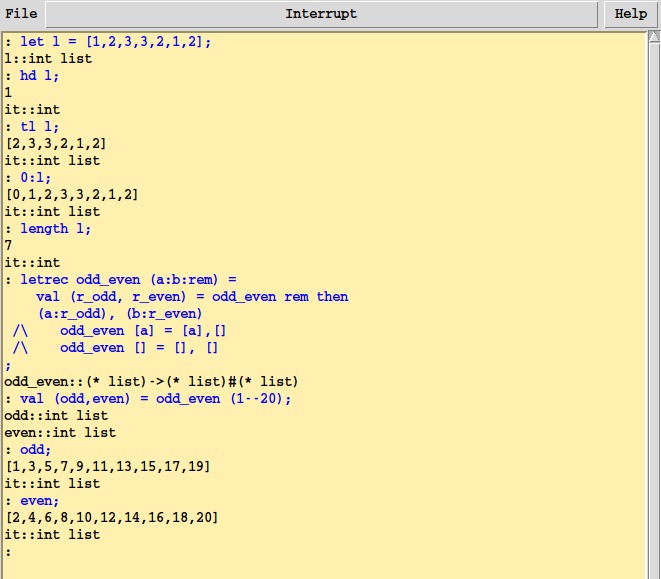 File Interrupt Help
: let l = [1,2,3,3,2,1,2];
l::int list
: hd l;
1
it::int
: tl l;
[2,3,3,2,1,2]
it::int list
: 0:l;
[0,1,2,3,3,2,1,2]
it::int list
: length l;
7
it::int
: letrec odd_even (a:b:rem) =
    val (r_odd, r_even) = odd_even rem then
    (a:r_odd), (b:r_even)
 /\    odd_even [a] = [a],[]
 /\    odd_even [] = [], []
;
odd_even::(* list)->(* list)#(* list)
: val (odd,even) = odd_even (1--20);
odd::int list
even::int list
: odd;
[1,3,5,7,9,11,13,15,17,19]
it::int list
: even;
[2,4,6,8,10,12,14,16,18,20]
it::int list
: